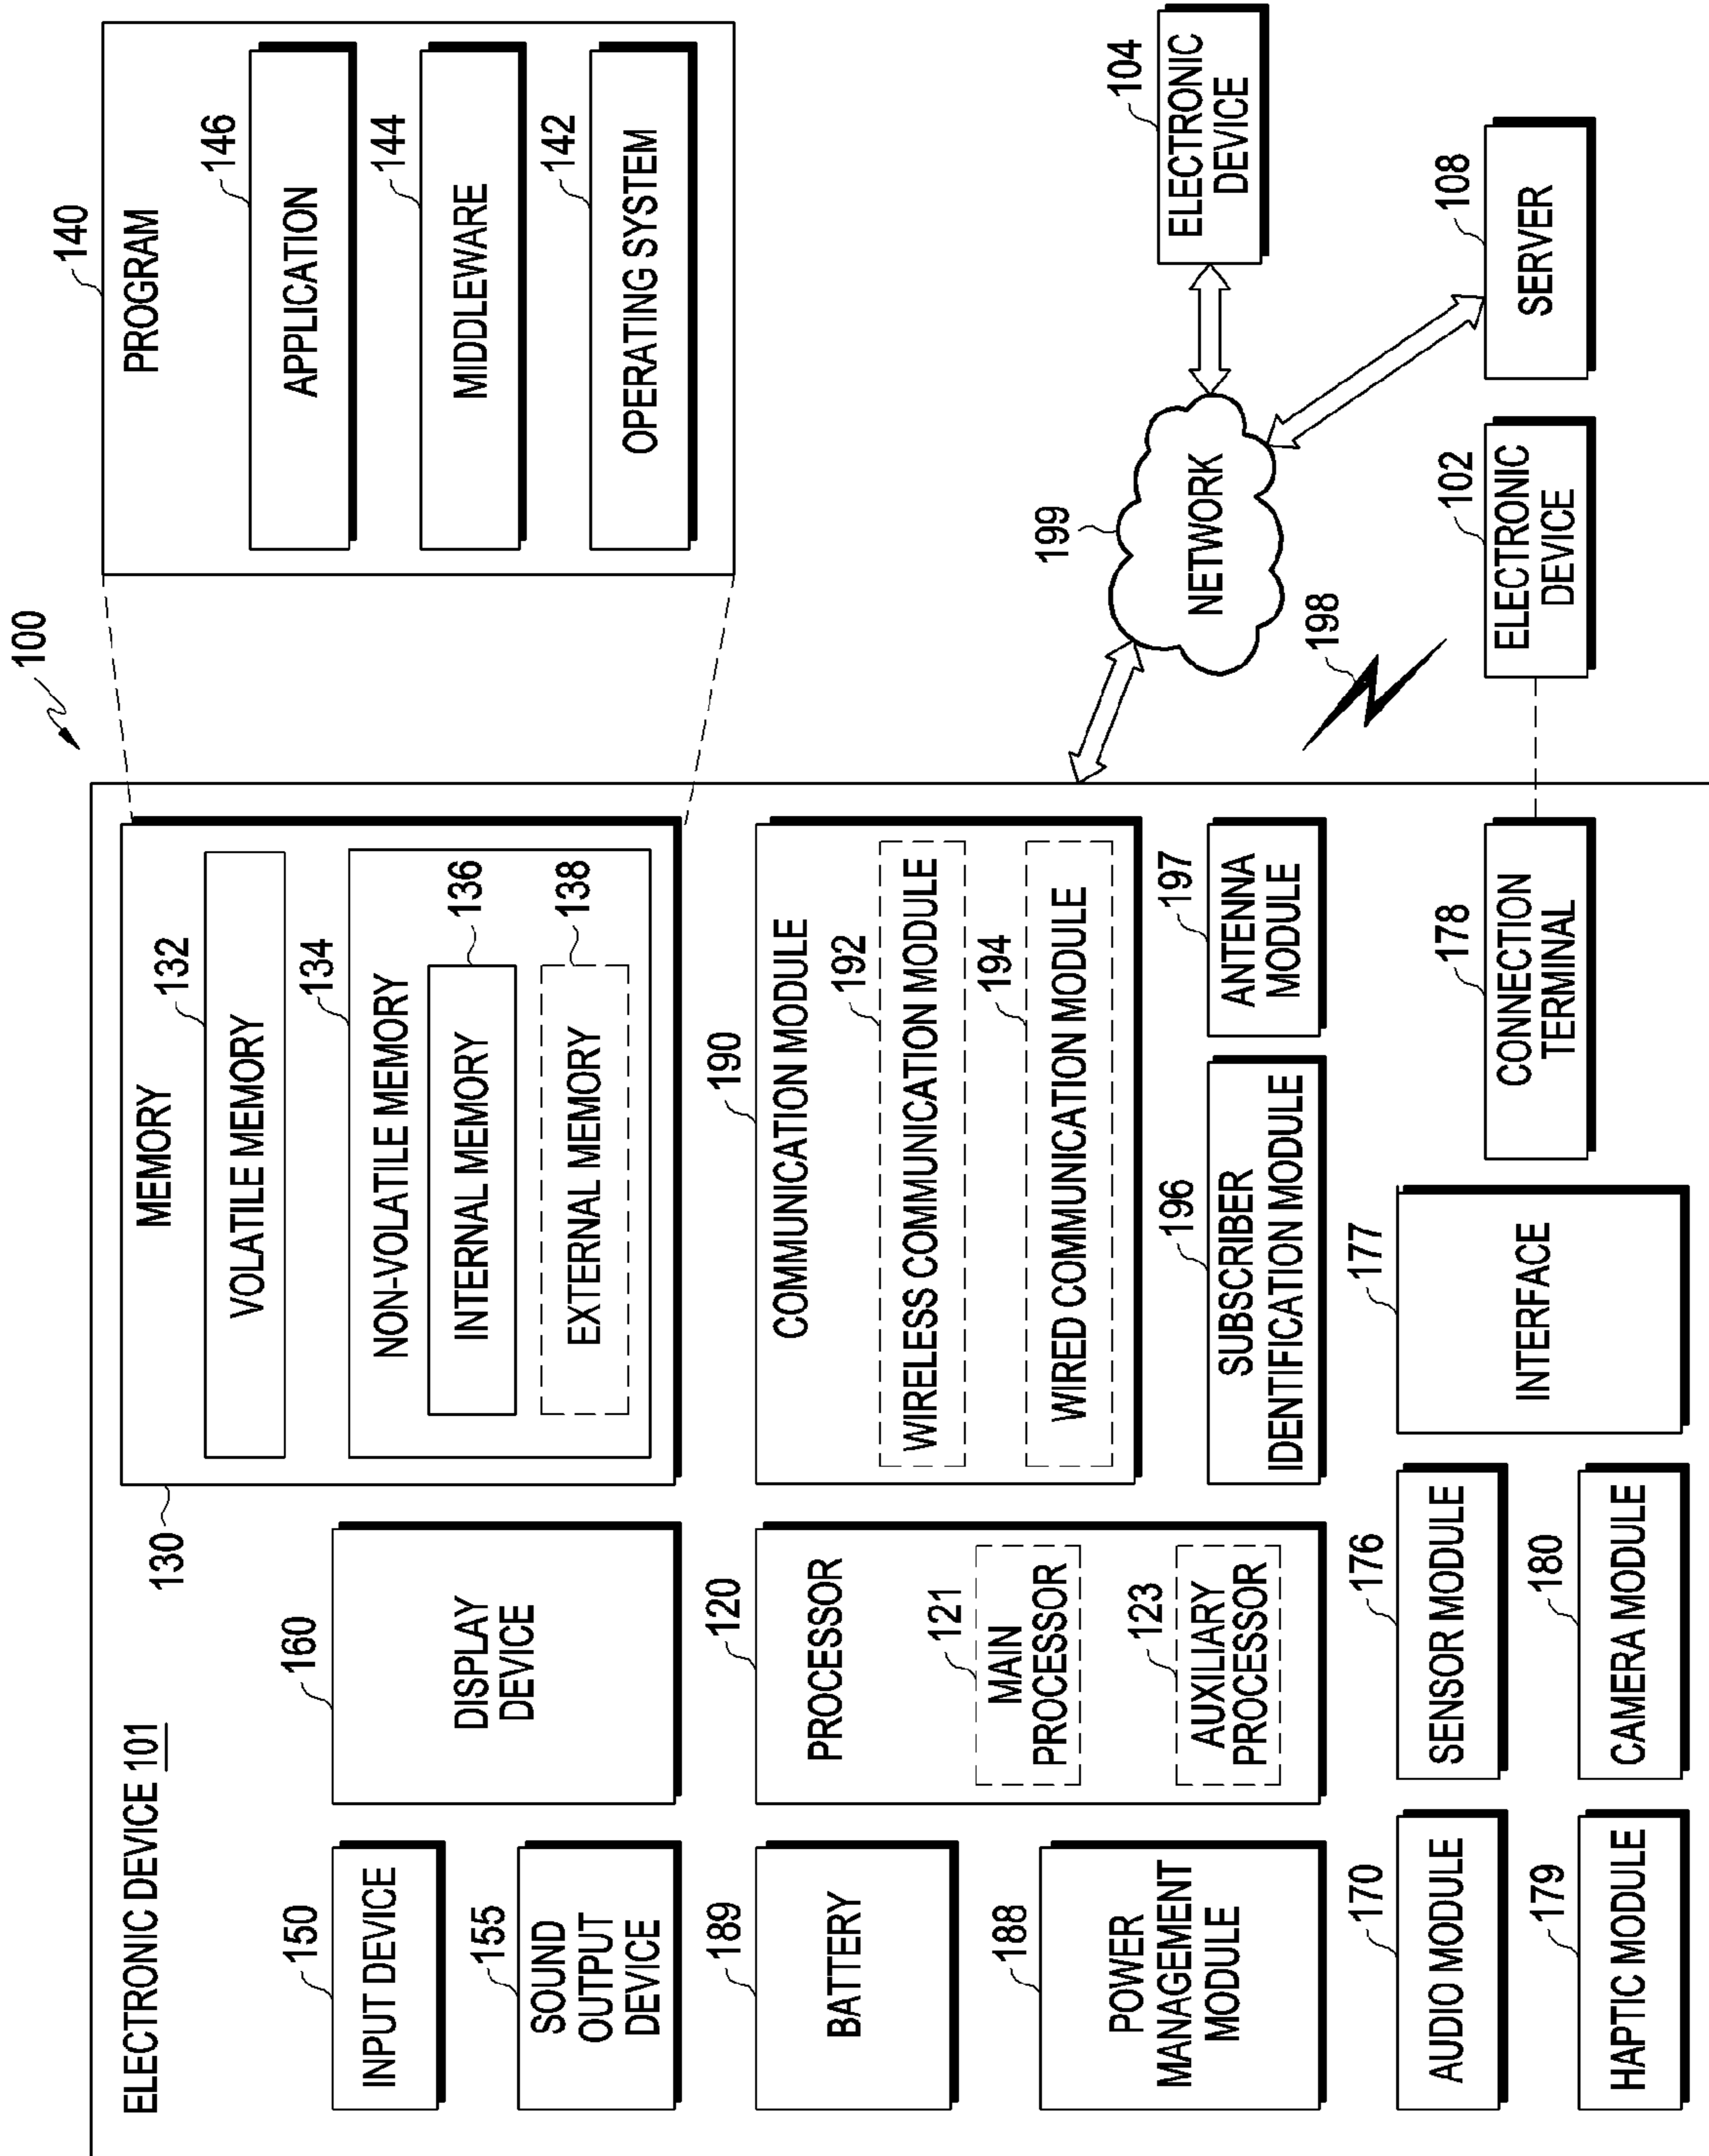 100
ELECTRONIC DEVICE 101
150
INPUT DEVICE
155
SOUND
OUTPUT
DEVICE
160
DISPLAY
DEVICE
130
MEMORY
132
VOLATILE MEMORY
134
NON-VOLATILE MEMORY
136
INTERNAL MEMORY
138
EXTERNAL MEMORY
140
PROGRAM
146
APPLICATION
144
MIDDLEWARE
142
OPERATING SYSTEM
189
BATTERY
188
POWER
MANAGEMENT
MODULE
120
PROCESSOR
121
MAIN
PROCESSOR
123
AUXILIARY
PROCESSOR
190
COMMUNICATION MODULE
192
WIRELESS COMMUNICATION MODULE
194
WIRED COMMUNICATION MODULE
196
SUBSCRIBER
IDENTIFICATION MODULE
197
ANTENNA
MODULE
170
AUDIO MODULE
176
SENSOR MODULE
179
HAPTIC MODULE
180
CAMERA MODULE
177
INTERFACE
178
CONNECTION
TERMINAL
199
NETWORK
198
104
ELECTRONIC
DEVICE
102
ELECTRONIC
DEVICE
108
SERVER